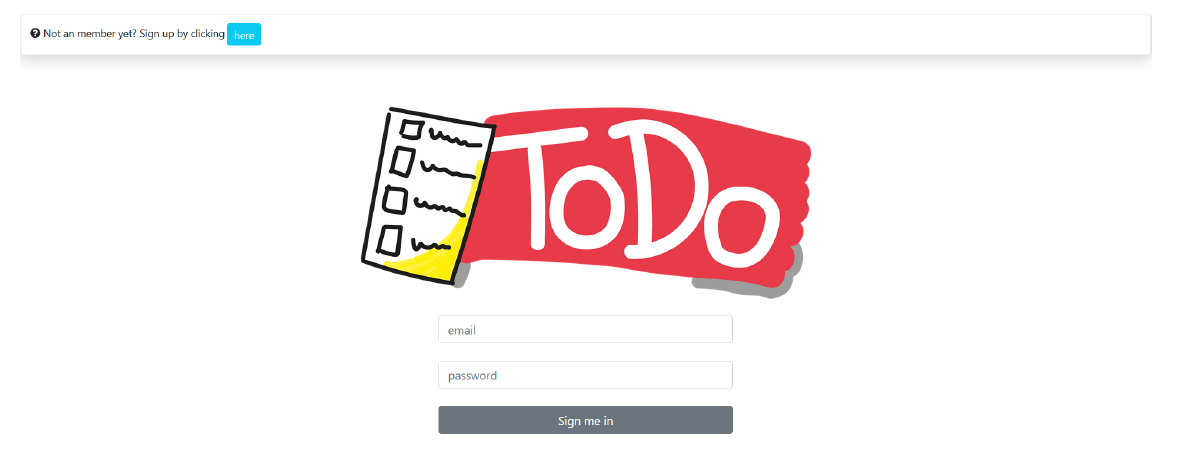 Not an member yet? Sign up by clicking here
ToDo
email
password
Sign me in